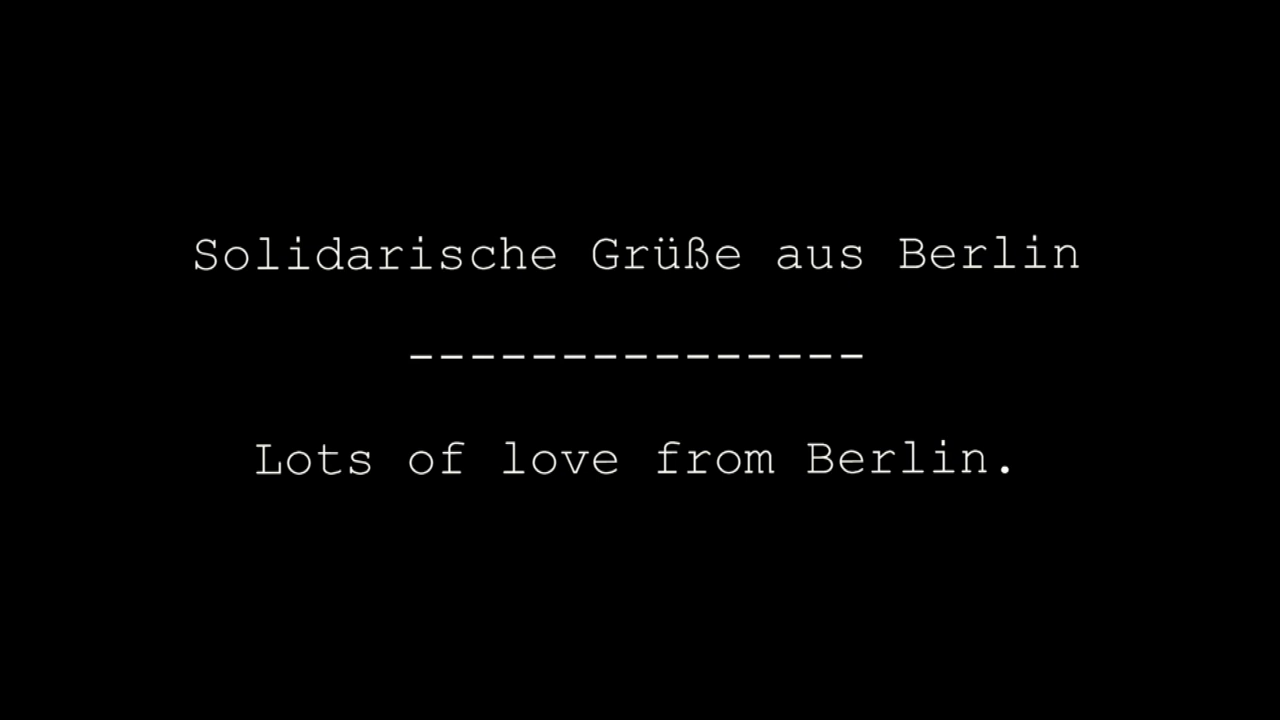 Solidarische Grüße aus Berlin
---------------
Lots of love from Berlin.